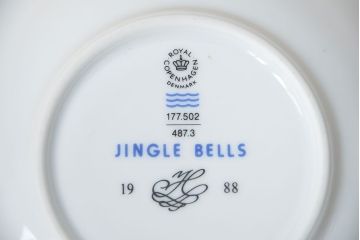 ROYAL
COPENHAGEN
DENMARK
177.502
487.3
JINGLE BELLS
19 88